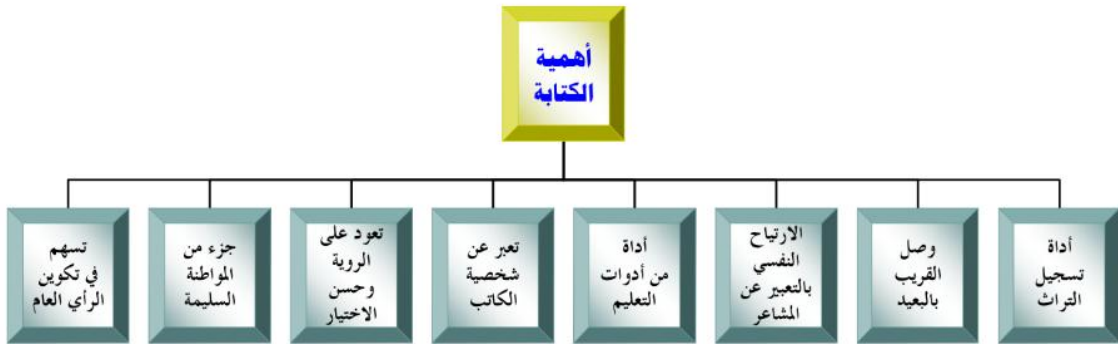 أهمية
الكتابة
أداة
تسجيل
التراث
وصل
القريب
بالبعيد
الارتياح
النفسي
بالتعبير عن
المشاعر
أداة
من أدوات
التعليم
تعبر عن
شخصية
الكاتب
تعود على
الروية
وحسن
الاختيار
جزء من
المواطنة
السليمة
تسهم
في تكوين
الرأي العام